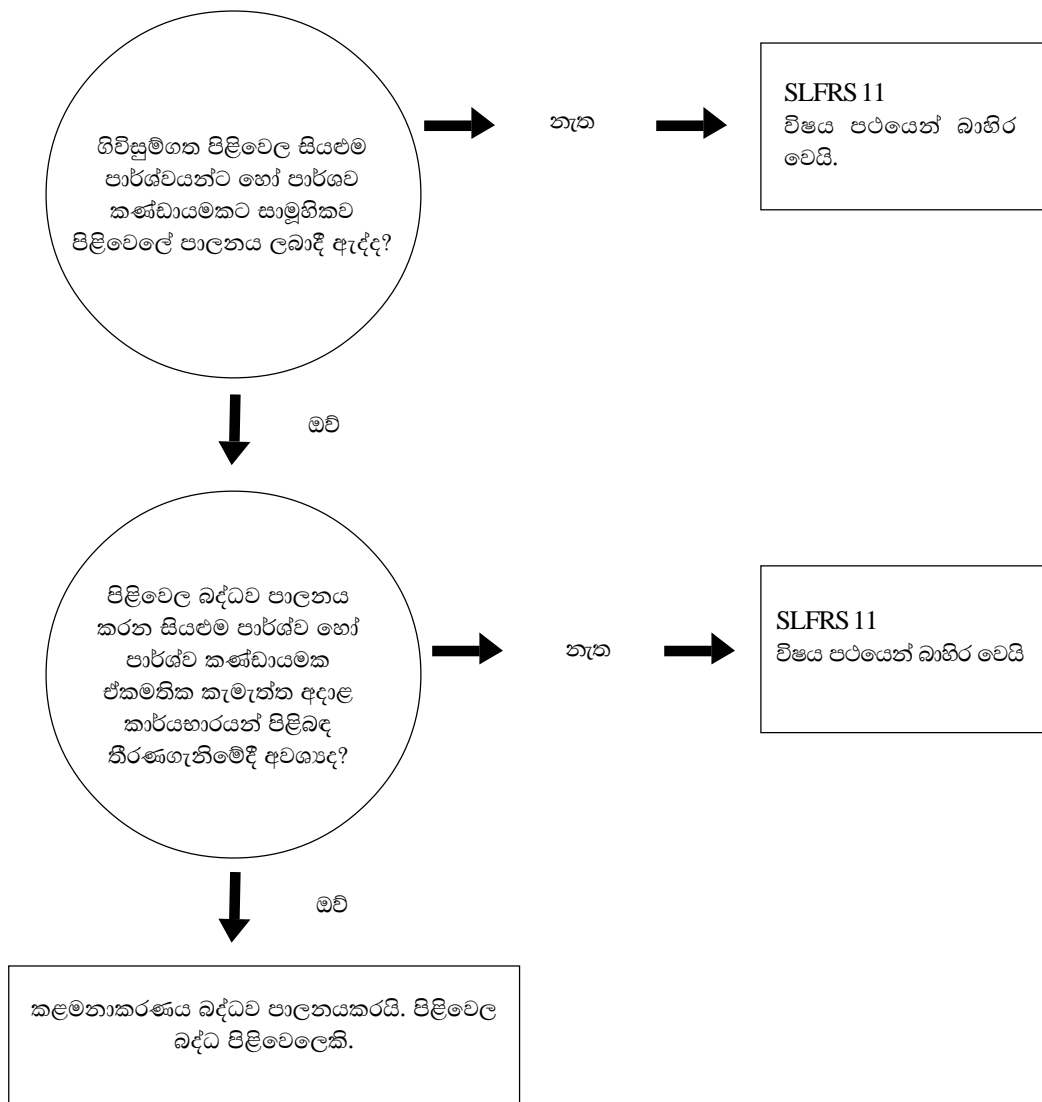 ගිවිසුම්ගත පිළිවෙල සියළුම
පාර්ශ්වයන්ට හෝ පාර්ශව
කණ්ඩායමකට සාමූහිකව
පිළිවෙලේ පාලනය ලබාදී ඇද්ද?
නැත
SLFRS 11
විෂය පථයෙන් බාහිර
වෙයි.
ඔව්
පිළිවෙල බද්ධව පාලනය
කරන සියළුම පාර්ශ්ව හෝ
පාර්ශ්ව කණ්ඩායමක
ඒකමතික කැමැත්ත අදාළ
කාර්යභාරයන් පිළිබඳ
තීරණගැනිමේදී අවශ්‍යද?
නැත
SLFRS 11
විෂය පථයෙන් බාහිර වෙයි
ඔව්
කළමනාකරණය බද්ධව පාලනයකරයි. පිළිවෙල
බද්ධ පිළිවෙලෙකි.